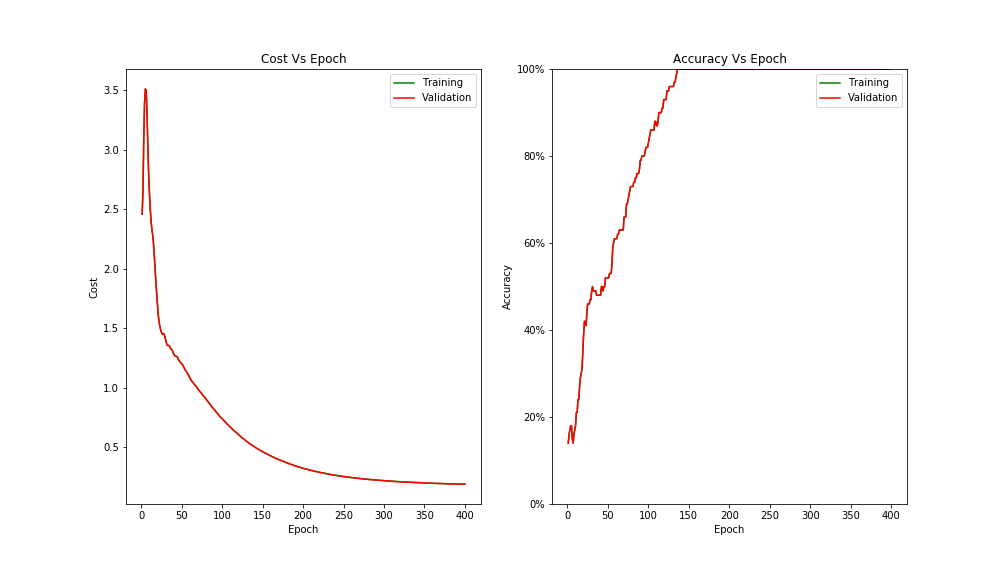 Cost Vs Epoch
Training
Validation
3.5
3.0
2.5
2.0
1.5
1.0
0.5
Cost
0 50 100 150 200 250 300 350 400
Epoch
Accuracy Vs Epoch
Training
Validation
100%
80%
60%
40%
20%
0%
Accuracy
0 50 100 150 200 250 300 350 400
Epoch